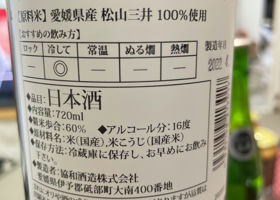 【原料米】愛媛県産 松山三井 100%使用
【おすすめの飲み方】
ロック 冷して 常温 ぬる燗 熱燗
◎
製造年月
2022.4
●品目:日本酒
●内容量:720ml
●精米歩合:60% ●アルコール分:16度
●原材料名:米(国産)、米こうじ(国産米)
●保存方法:冷蔵庫に保存し、お早めにお飲み下さい。
●製造者:協和酒造株式会社
愛媛県伊予郡砥部町大南400番地